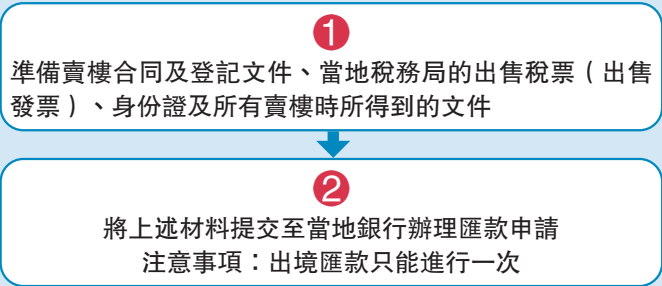 1
準備賣樓合同及登記文件、當地稅務局的出售稅票（出售
發票）、身份證及所有賣樓時所得到的文件
2
將上述材料提交至當地銀行辦理匯款申請
注意事項：出境匯款只能進行一次